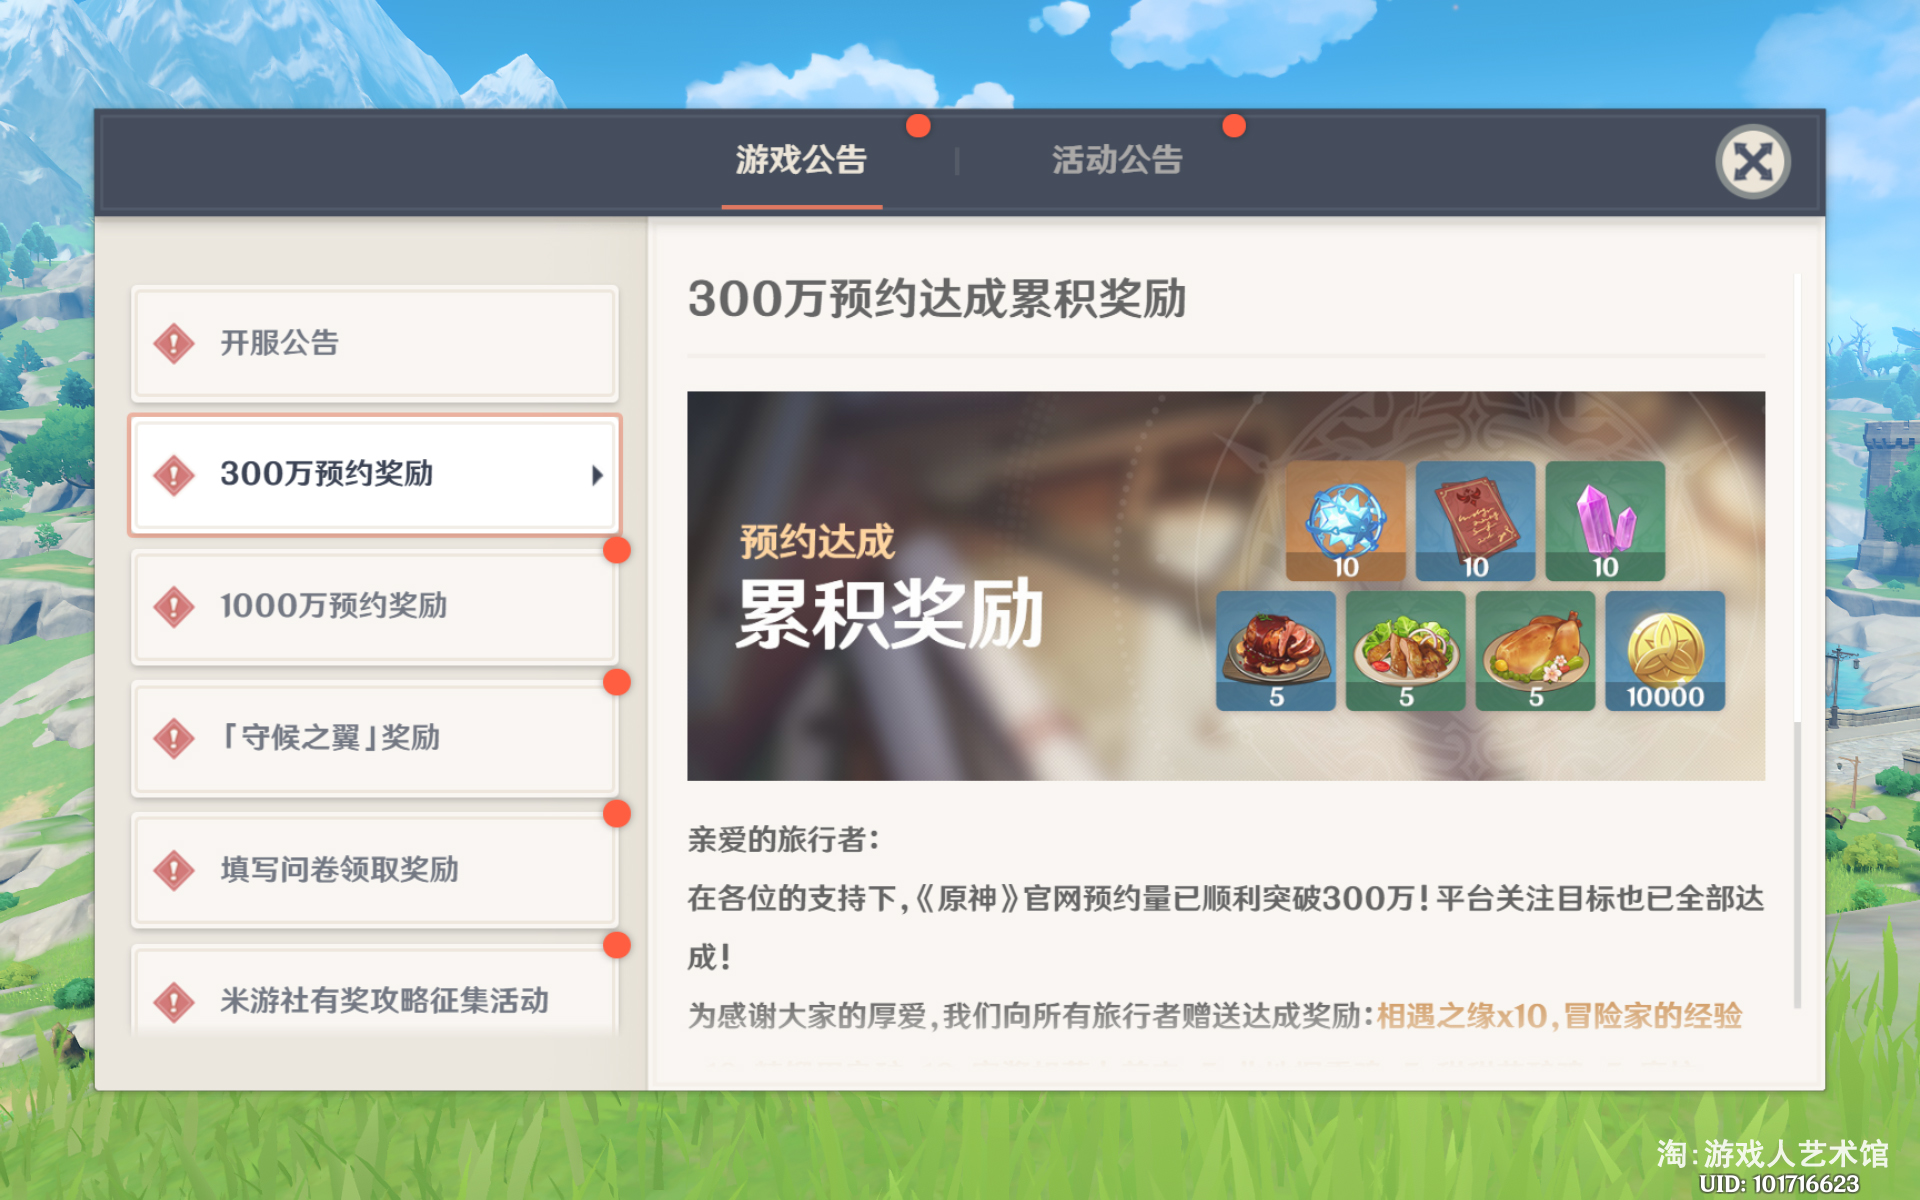 游戏公告
活动公告
开服公告
300万预约奖励
1000万预约奖励
「守候之翼」奖励
填写问卷领取奖励
米游社有奖攻略征集活动
300万预约达成累积奖励
预约达成
累积奖励
10
10
10
5
5
5
10000
亲爱的旅行者：
在各位的支持下，《原神》官网预约量已顺利突破300万！平台关注目标也已全部达
成！
为感谢大家的厚爱，我们向所有旅行者赠送达成奖励：相遇之缘x10，冒险家的经验
淘：游戏人艺术馆
UID: 101716623